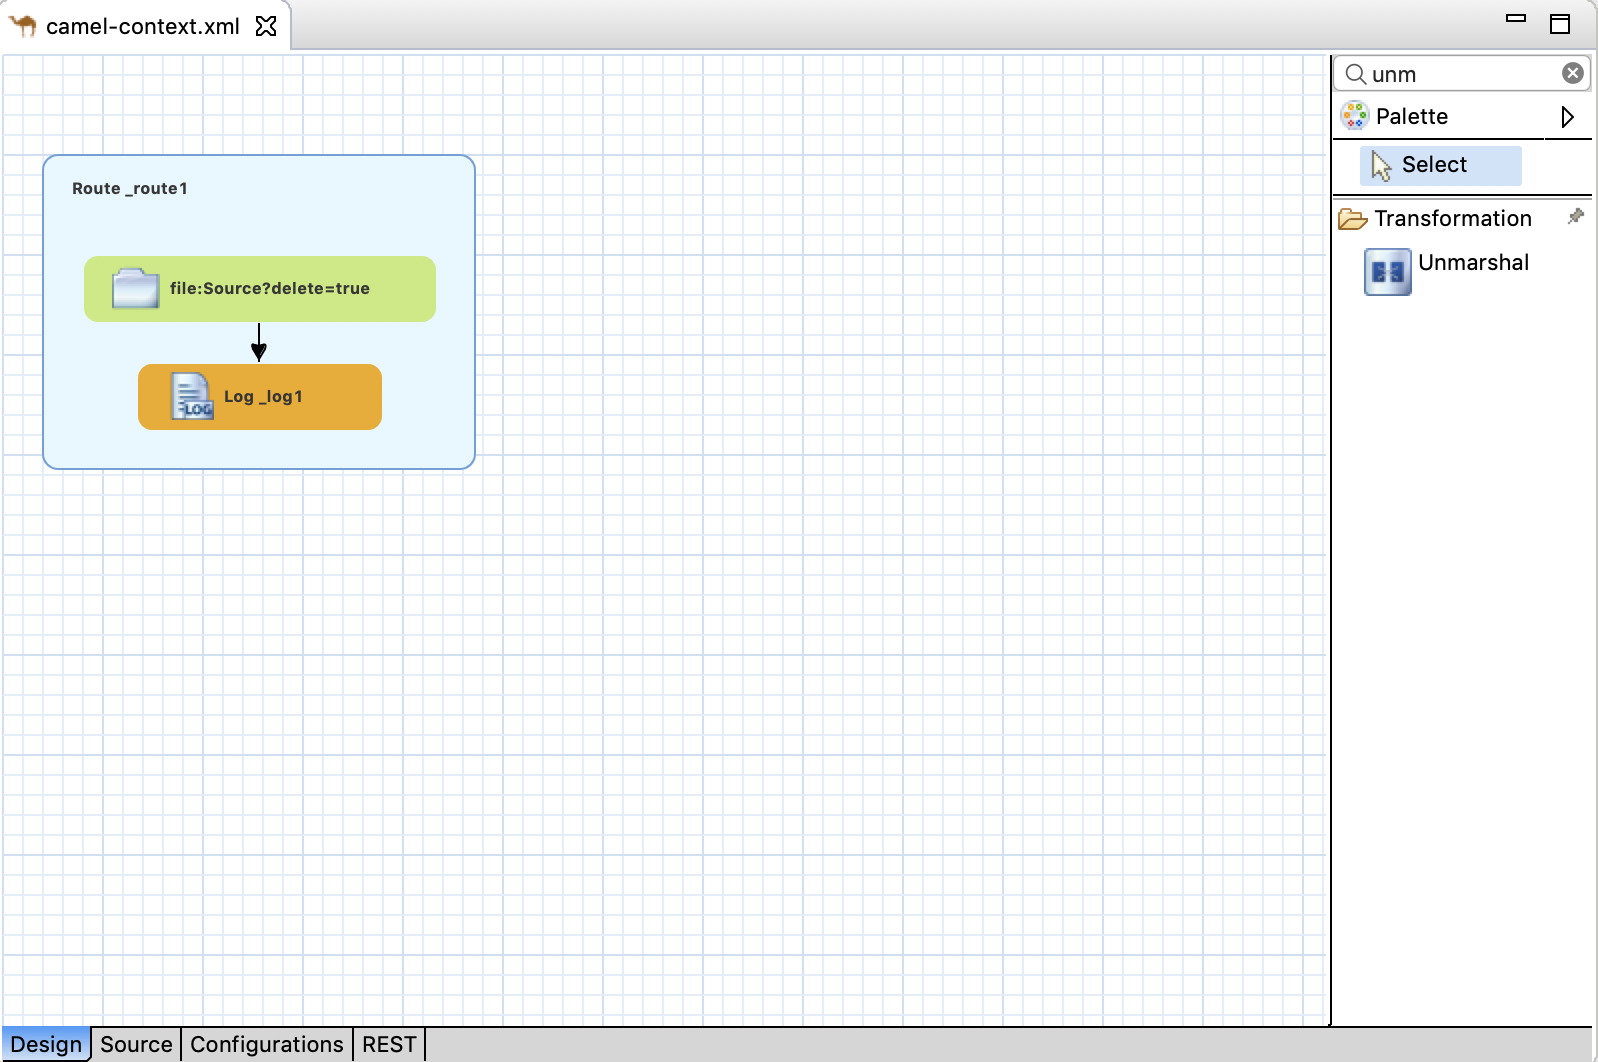 camel-context.xml
unm
Palette
Select
Transformation
Unmarshal
Route _route1
file:Source?delete=true
LOG
Log _log1
Design
Source
Configurations
REST